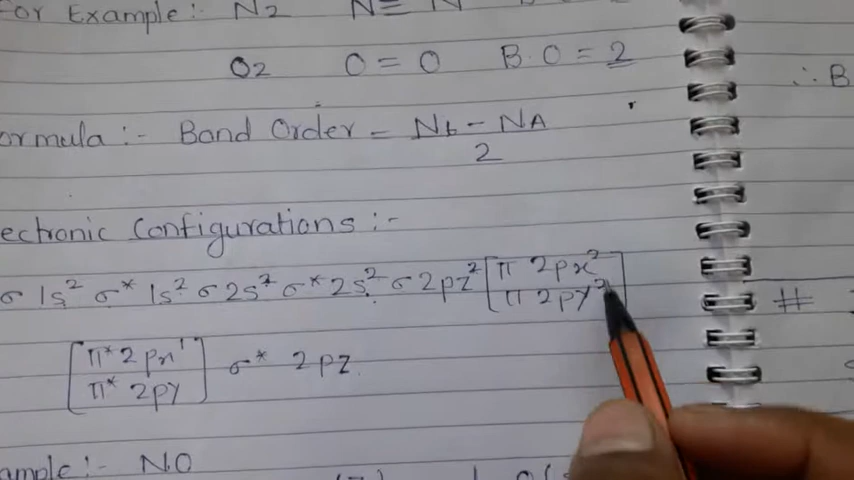 For Example:- N2 N≡N
O2 O=O B.O = 2
ormula :- Bond Order = Nb - NA / 2
∴ B
ectronic Configurations :-
σ 1s² σ* 1s² σ 2s² σ* 2s² σ 2pz² [π 2px² π 2py²]
#
[π* 2px¹ π* 2py] σ* 2pz
ample :- NO